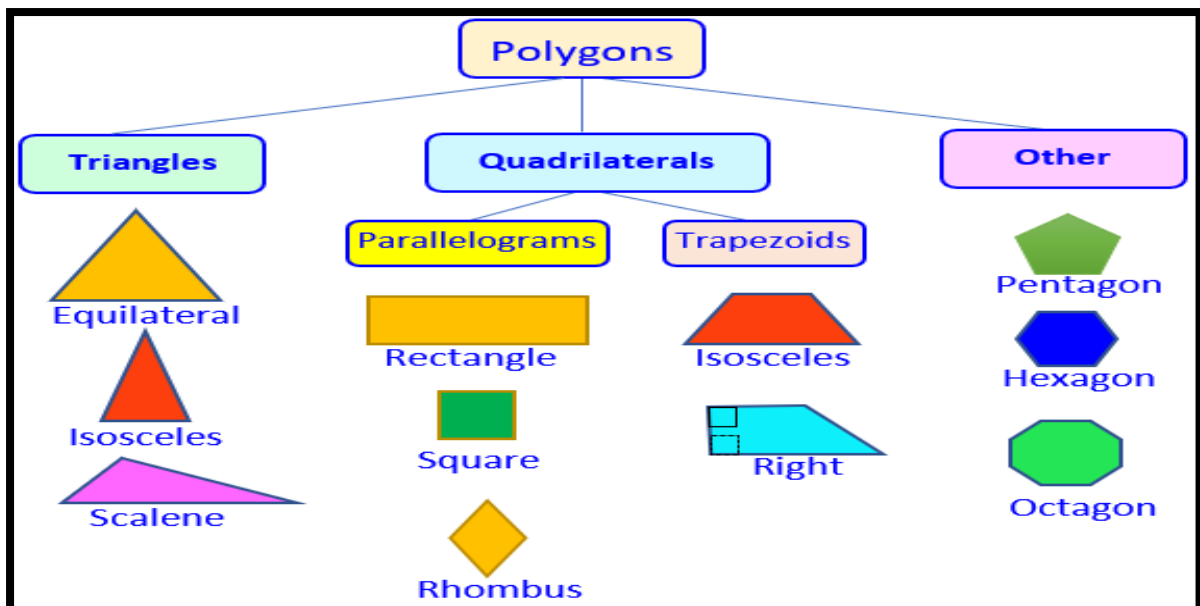 Polygons
Triangles
Quadrilaterals
Other
Parallelograms
Trapezoids
Equilateral
Isosceles
Scalene
Rectangle
Square
Rhombus
Isosceles
Right
Pentagon
Hexagon
Octagon